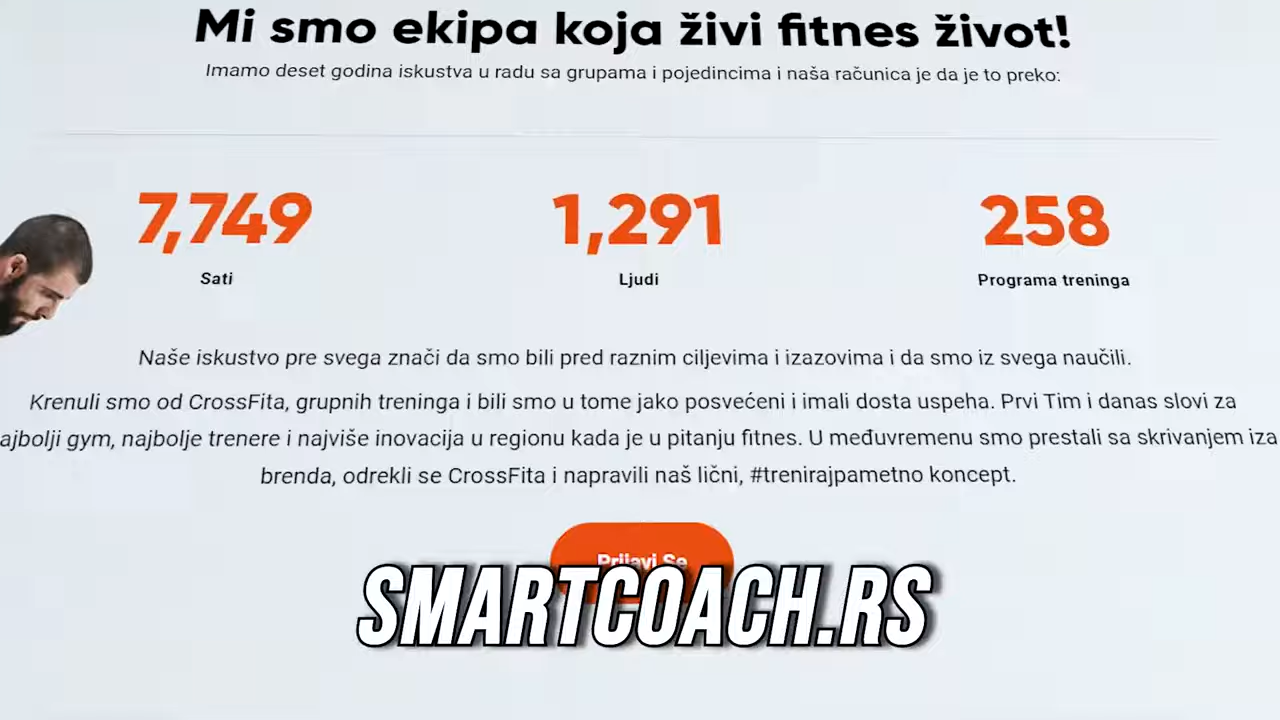 Mi smo ekipa koja živi fitnes život!
Imamo deset godina iskustva u radu sa grupama i pojedincima i naša računica je da je to preko:
7,749 1,291 258
Sati Ljudi Programa treninga
Naše iskustvo pre svega znači da smo bili pred raznim ciljevima i izazovima i da smo iz svega naučili.
Krenuli smo od CrossFita, grupnih treninga i bili smo u tome jako posvećeni i imali dosta uspeha. Prvi Tim i danas slovi za
ajbolji gym, najbolje trenere i najviše inovacija u regionu kada je u pitanju fitnes. U međuvremenu smo prestali sa skrivanjem iza
brenda, odrekli se CrossFita i napravili naš lični, #trenirajpametno koncept.
Prijavi Se
SMARTCOACH.RS